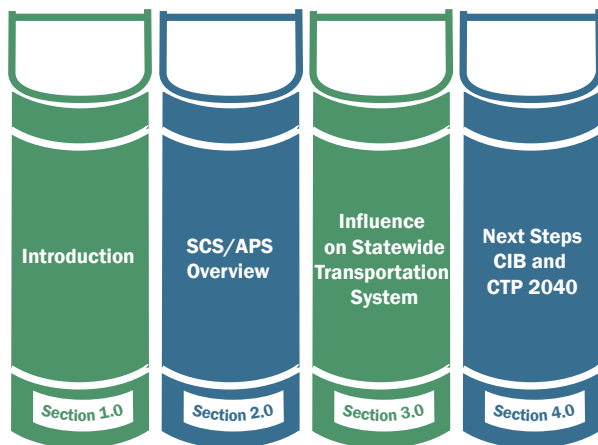 Introduction
SCS/APS
Overview
Influence
on Statewide
Transportation
System
Next Steps
CIB and
CTP 2040
Section 1.0
Section 2.0
Section 3.0
Section 4.0